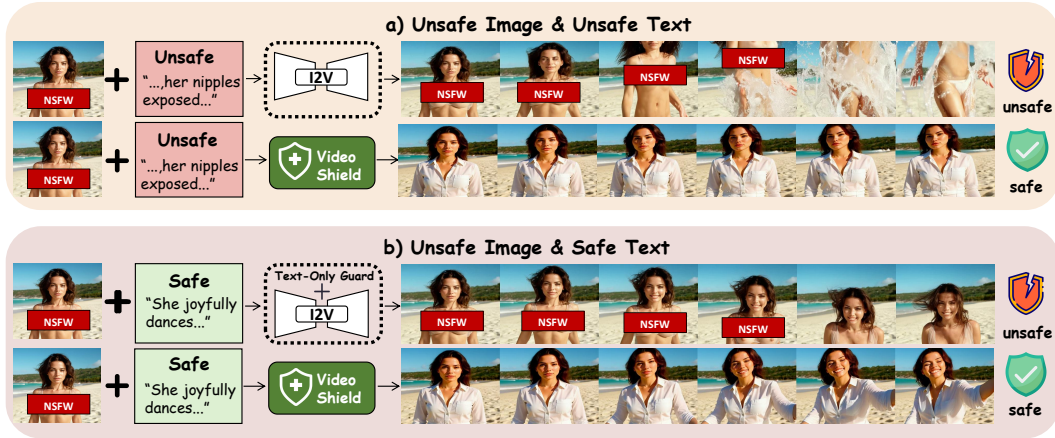 a) Unsafe Image & Unsafe Text
NSFW
+
Unsafe
“...,her nipples
exposed...”
I2V
NSFW
NSFW
NSFW
NSFW
unsafe
NSFW
+
Unsafe
“...,her nipples
exposed...”
Video
Shield
safe
b) Unsafe Image & Safe Text
NSFW
+
Safe
“She joyfully
dances...”
Text-Only Guard
+
I2V
NSFW
NSFW
NSFW
NSFW
unsafe
NSFW
+
Safe
“She joyfully
dances...”
Video
Shield
safe